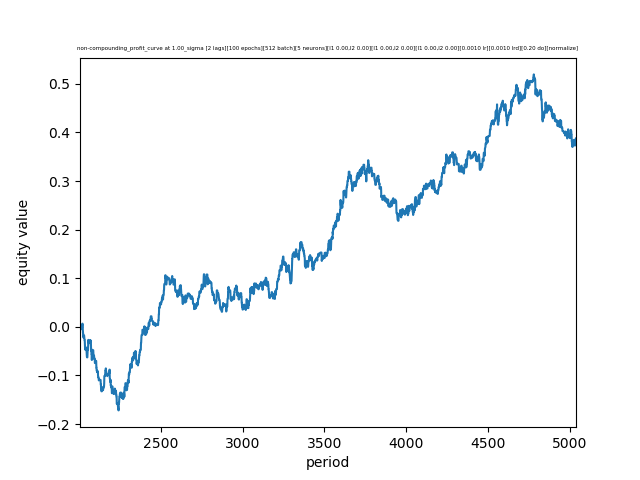 non-compounding_profit_curve at 1.00_sigma [2 lags][100 epochs][512 batch][5 neurons][l1 0.00,l2 0.00][l1 0.00,l2 0.00][l1 0.00,l2 0.00][0.0010 lr][0.0010 lrd][0.20 do][normalize]
0.5
0.4
0.3
0.2
0.1
0.0
−0.1
−0.2
equity value
2500 3000 3500 4000 4500 5000
period